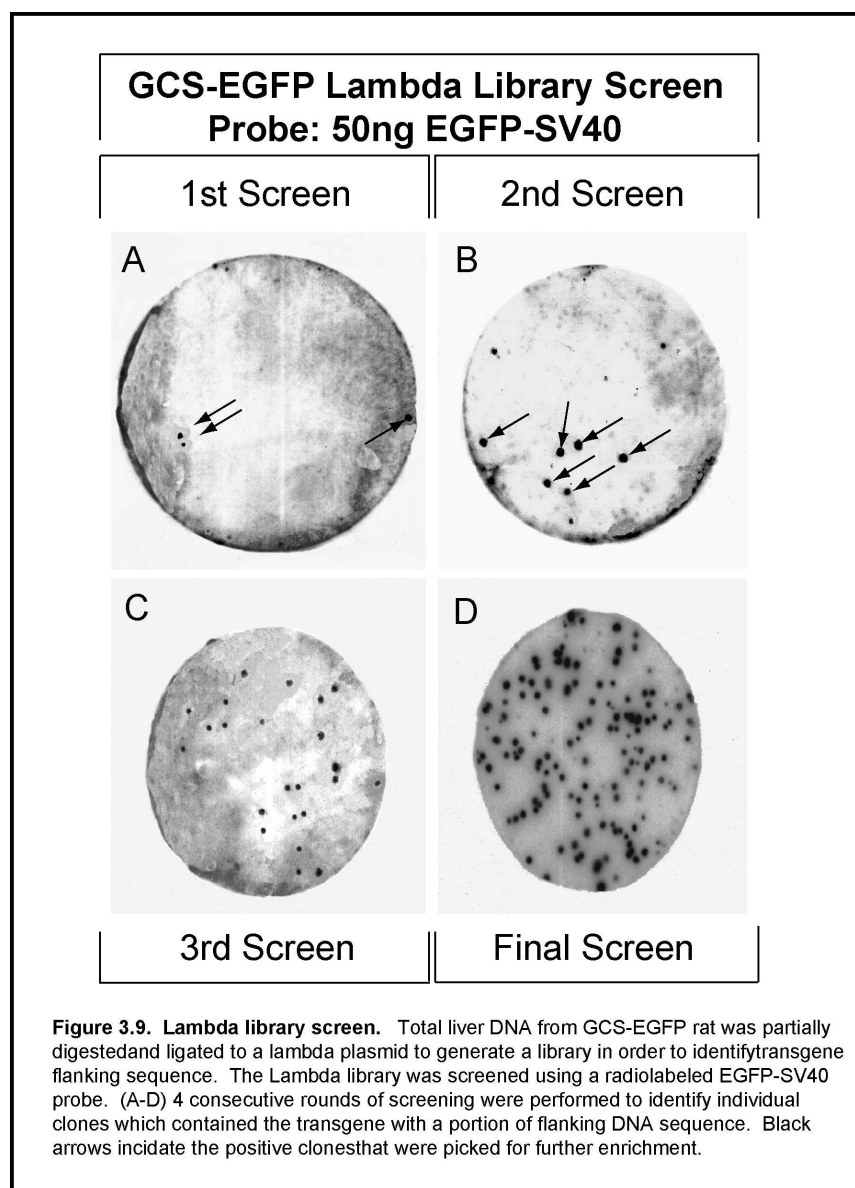 GCS-EGFP Lambda Library Screen
Probe: 50ng EGFP-SV40
1st Screen
2nd Screen
A
B
C
D
3rd Screen
Final Screen
Figure 3.9. Lambda library screen. Total liver DNA from GCS-EGFP rat was partially
digestedand ligated to a lambda plasmid to generate a library in order to identifytransgene
flanking sequence. The Lambda library was screened using a radiolabeled EGFP-SV40
probe. (A-D) 4 consecutive rounds of screening were performed to identify individual
clones which contained the transgene with a portion of flanking DNA sequence. Black
arrows incidate the positive clonesthat were picked for further enrichment.